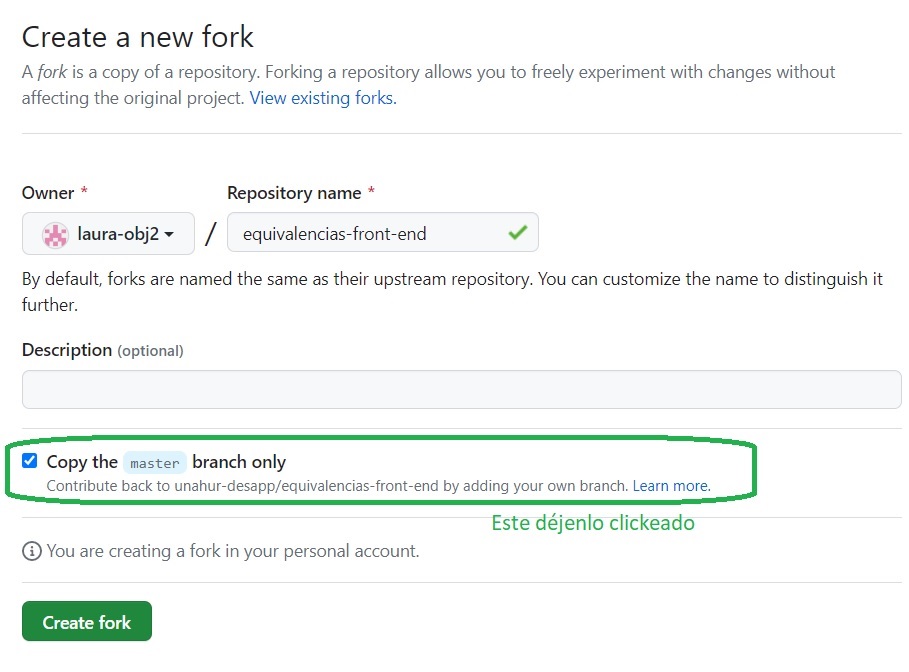 Create a new fork
A fork is a copy of a repository. Forking a repository allows you to freely experiment with changes without
affecting the original project. View existing forks.
Owner * Repository name *
laura-obj2 / equivalencias-front-end
By default, forks are named the same as their upstream repository. You can customize the name to distinguish it
further.
Description (optional)
Copy the master branch only
Contribute back to unahur-desapp/equivalencias-front-end by adding your own branch. Learn more.
Este déjenlo clickeado
You are creating a fork in your personal account.
Create fork